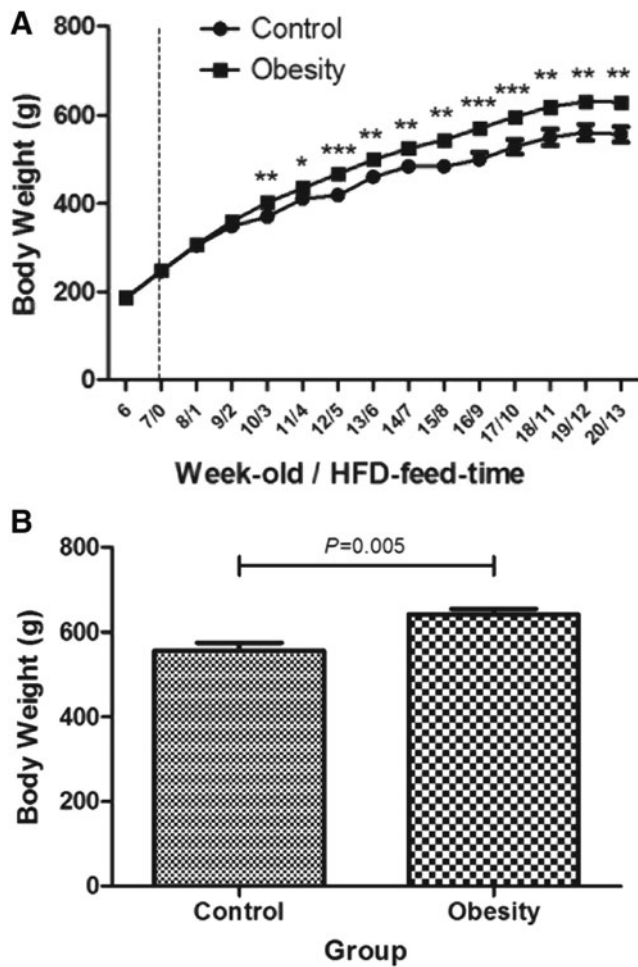 A
800
600
400
200
0
Body Weight (g)
Control
Obesity
** * *** ** ** ** *** *** ** ** **
6 7/0 8/1 9/2 10/3 11/4 12/5 13/6 14/7 15/8 16/9 17/10 18/11 19/12 20/13
Week-old / HFD-feed-time
B
800
600
400
200
0
Body Weight (g)
P=0.005
Control Obesity
Group